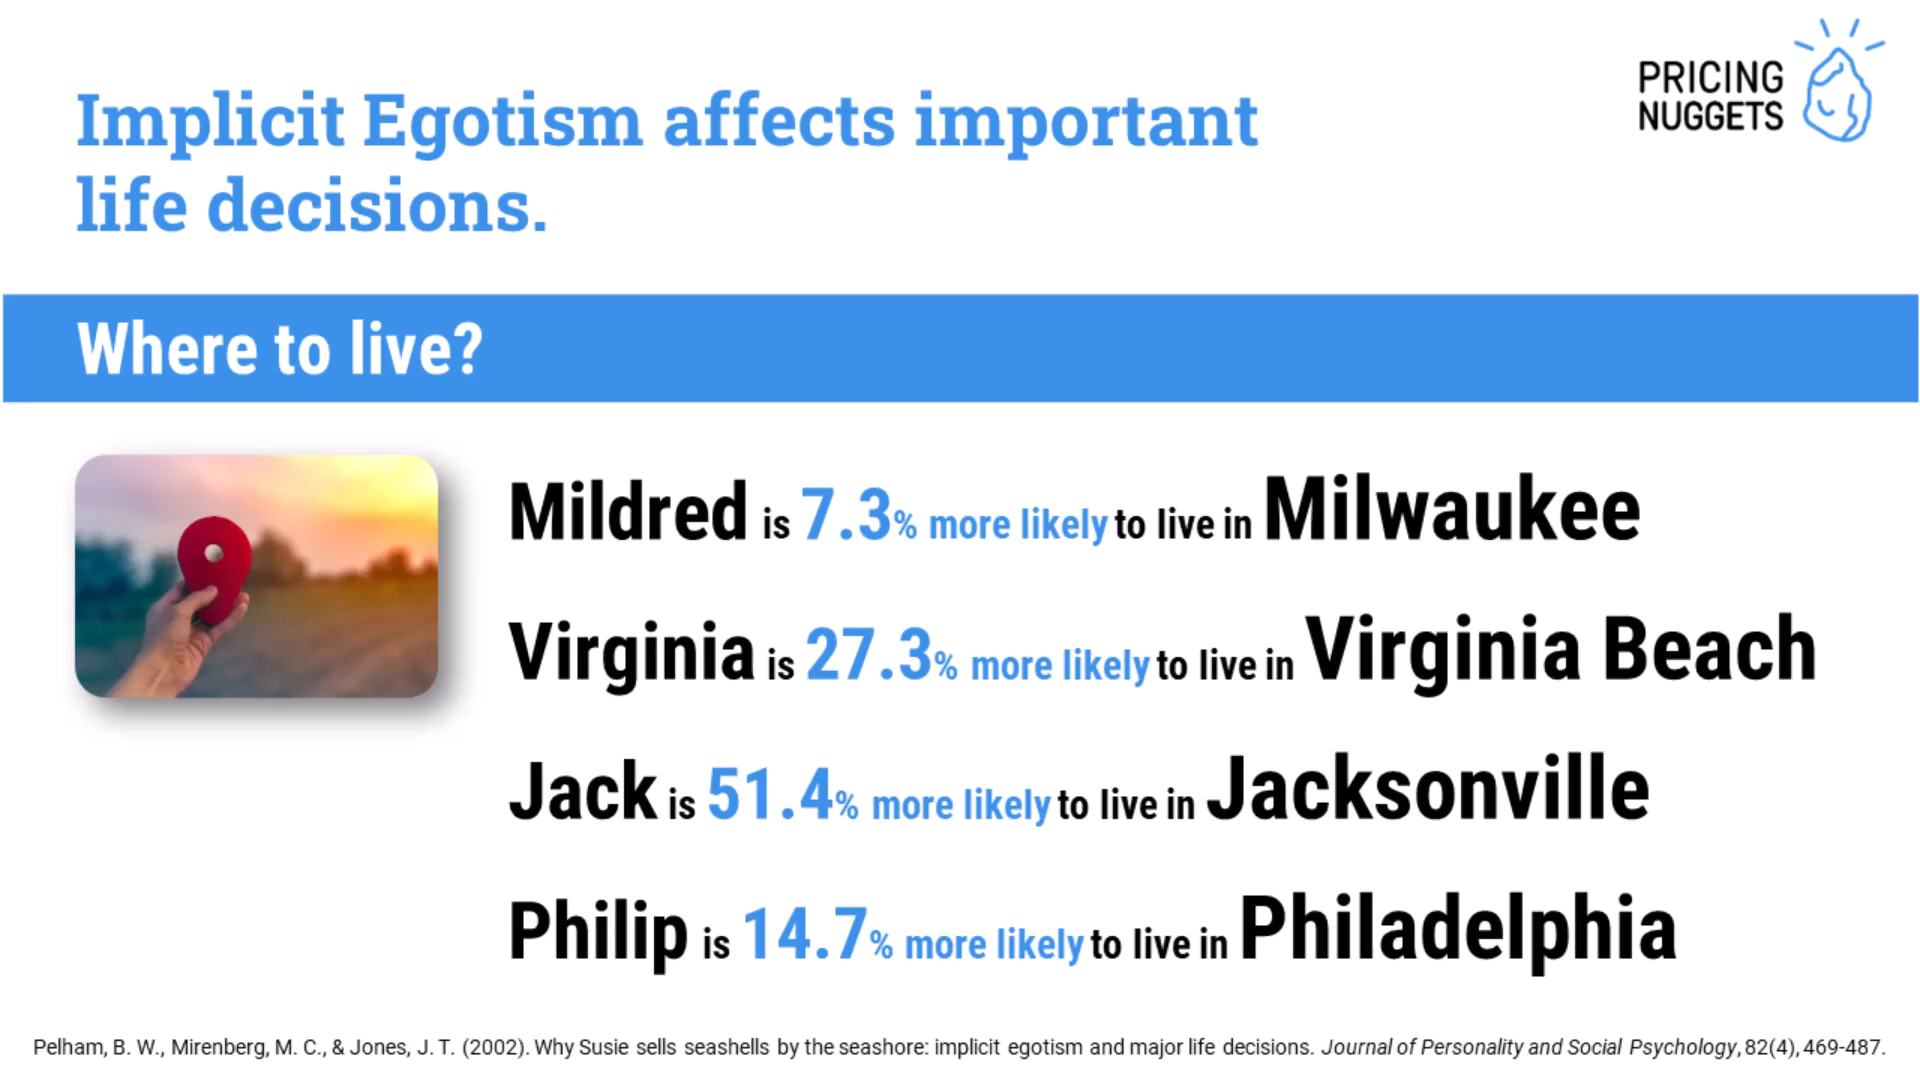 PRICING
NUGGETS
Implicit Egotism affects important
life decisions.
Where to live?
Mildred is 7.3% more likely to live in Milwaukee
Virginia is 27.3% more likely to live in Virginia Beach
Jack is 51.4% more likely to live in Jacksonville
Philip is 14.7% more likely to live in Philadelphia
Pelham, B. W., Mirenberg, M. C., & Jones, J. T. (2002). Why Susie sells seashells by the seashore: implicit egotism and major life decisions. Journal of Personality and Social Psychology, 82(4), 469-487.